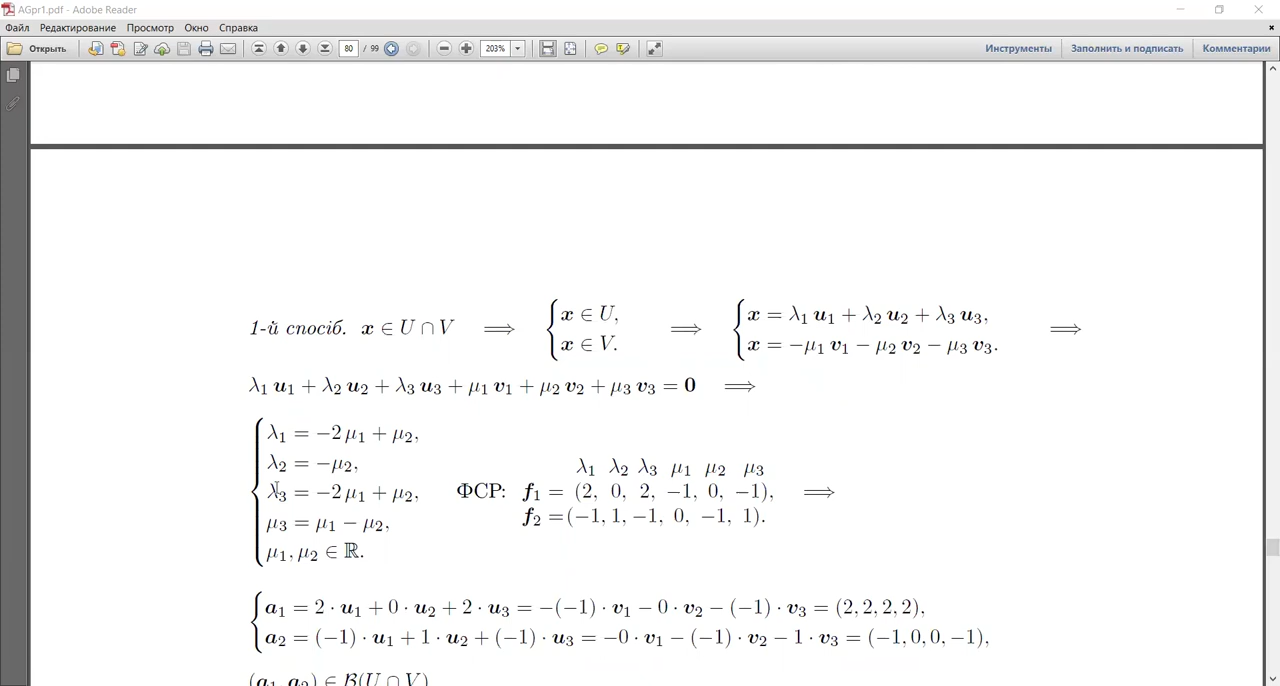 AGpr1.pdf - Adobe Reader
Файл Редактирование Просмотр Окно Справка
Открыть 80 / 99 203% Инструменты Заполнить и подписать Комментарии
1-й спосіб. x ∈ U ∩ V ⟹ { x ∈ U, x ∈ V. ⟹ { x = λ₁ u₁ + λ₂ u₂ + λ₃ u₃, x = −μ₁ v₁ − μ₂ v₂ − μ₃ v₃. ⟹
λ₁ u₁ + λ₂ u₂ + λ₃ u₃ + μ₁ v₁ + μ₂ v₂ + μ₃ v₃ = 0 ⟹
λ₁ = −2 μ₁ + μ₂,
λ₂ = −μ₂,
λ₃ = −2 μ₁ + μ₂,
μ₃ = μ₁ − μ₂,
μ₁, μ₂ ∈ ℝ.
λ₁ λ₂ λ₃ μ₁ μ₂ μ₃
ФСР: f₁ = (2, 0, 2, −1, 0, −1), ⟹
f₂ = (−1, 1, −1, 0, −1, 1).
a₁ = 2 · u₁ + 0 · u₂ + 2 · u₃ = −(−1) · v₁ − 0 · v₂ − (−1) · v₃ = (2, 2, 2, 2),
a₂ = (−1) · u₁ + 1 · u₂ + (−1) · u₃ = −0 · v₁ − (−1) · v₂ − 1 · v₃ = (−1, 0, 0, −1),
(a₁, a₂) ∈ ℬ(U ∩ V)